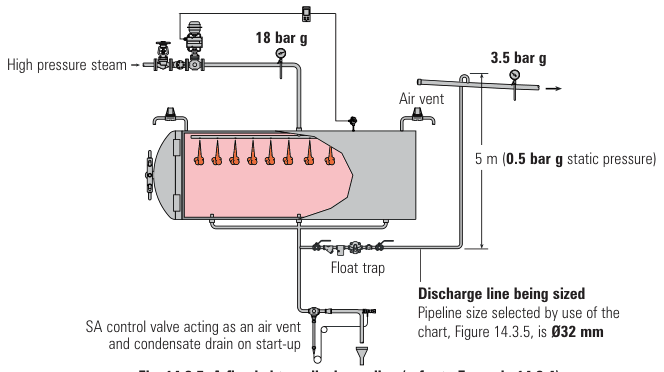 18 bar g
3.5 bar g
High pressure steam
Air vent
5 m (0.5 bar g static pressure)
Float trap
Discharge line being sized
Pipeline size selected by use of the
chart, Figure 14.3.5, is Ø32 mm
SA control valve acting as an air vent
and condensate drain on start-up